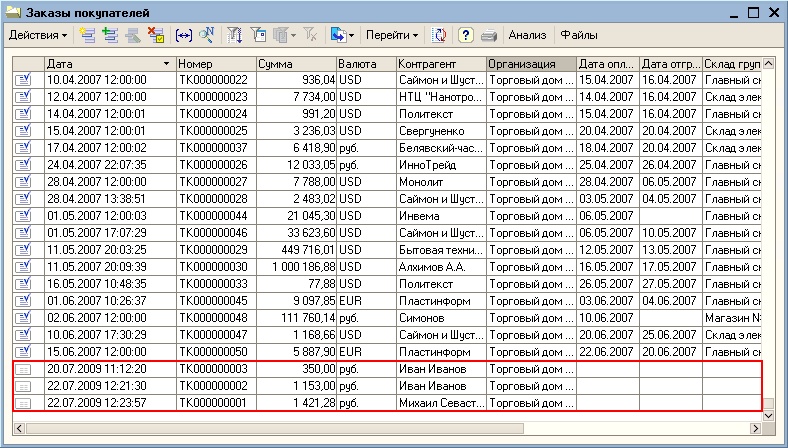 Заказы покупателей
Действия Перейти Анализ Файлы
Дата Номер Сумма Валюта Контрагент Организация Дата опл... Дата отгр... Склад груп
10.04.2007 12:00:00 ТК000000022 936,04 USD Саймон и Шуст... Торговый дом ... 15.04.2007 16.04.2007 Главный ск
12.04.2007 12:00:00 ТК000000023 7 734,00 USD НТЦ "Нанотро... Торговый дом ... 14.04.2007 16.04.2007 Склад элек
14.04.2007 12:00:01 ТК000000024 991,20 USD Политекст Торговый дом ... 15.04.2007 16.04.2007 Главный ск
15.04.2007 12:00:01 ТК000000025 3 236,03 USD Свергуненко Торговый дом ... 20.04.2007 20.04.2007 Склад элек
17.04.2007 12:00:02 ТК000000037 6 418,90 руб. Белявский-час... Торговый дом ... 18.04.2007 20.04.2007 Склад элек
24.04.2007 22:07:35 ТК000000026 12 033,05 руб. ИнноТрейд Торговый дом ... 25.04.2007 26.04.2007 Главный ск
28.04.2007 12:00:00 ТК000000027 7 788,00 USD Монолит Торговый дом ... 28.04.2007 06.05.2007 Главный ск
28.04.2007 13:38:51 ТК000000028 2 483,02 USD Саймон и Шуст... Торговый дом ... 03.05.2007 04.05.2007 Главный ск
01.05.2007 12:00:03 ТК000000044 21 045,30 USD Инвема Торговый дом ... 06.05.2007 Главный ск
01.05.2007 17:07:29 ТК000000046 33 623,60 USD Саймон и Шуст... Торговый дом ... 06.05.2007 10.05.2007 Главный ск
11.05.2007 20:03:25 ТК000000029 449 716,01 USD Бытовая техни... Торговый дом ... 12.05.2007 13.05.2007 Главный ск
11.05.2007 20:09:39 ТК000000030 1 000 186,88 USD Алхимов А.А. Торговый дом ... 16.05.2007 17.05.2007 Главный ск
16.05.2007 10:48:35 ТК000000033 77,88 USD Политекст Торговый дом ... 26.05.2007 27.05.2007 Главный ск
01.06.2007 10:26:37 ТК000000045 9 097,85 EUR Пластинформ Торговый дом ... 03.06.2007 04.06.2007 Главный ск
02.06.2007 12:00:00 ТК000000048 111 760,14 руб. Симонов Торговый дом ... 10.06.2007 Магазин №
10.06.2007 17:30:29 ТК000000047 1 168,66 USD Саймон и Шуст... Торговый дом ... 20.06.2007 25.06.2007 Склад элек
15.06.2007 12:00:00 ТК000000050 5 887,90 EUR Пластинформ Торговый дом ... 22.06.2007 20.06.2007 Главный ск
20.07.2009 11:12:20 ТК000000003 350,00 руб. Иван Иванов Торговый дом ...
22.07.2009 12:21:30 ТК000000002 1 153,00 руб. Иван Иванов Торговый дом ...
22.07.2009 12:23:57 ТК000000001 1 421,28 руб. Михаил Севаст... Торговый дом ...